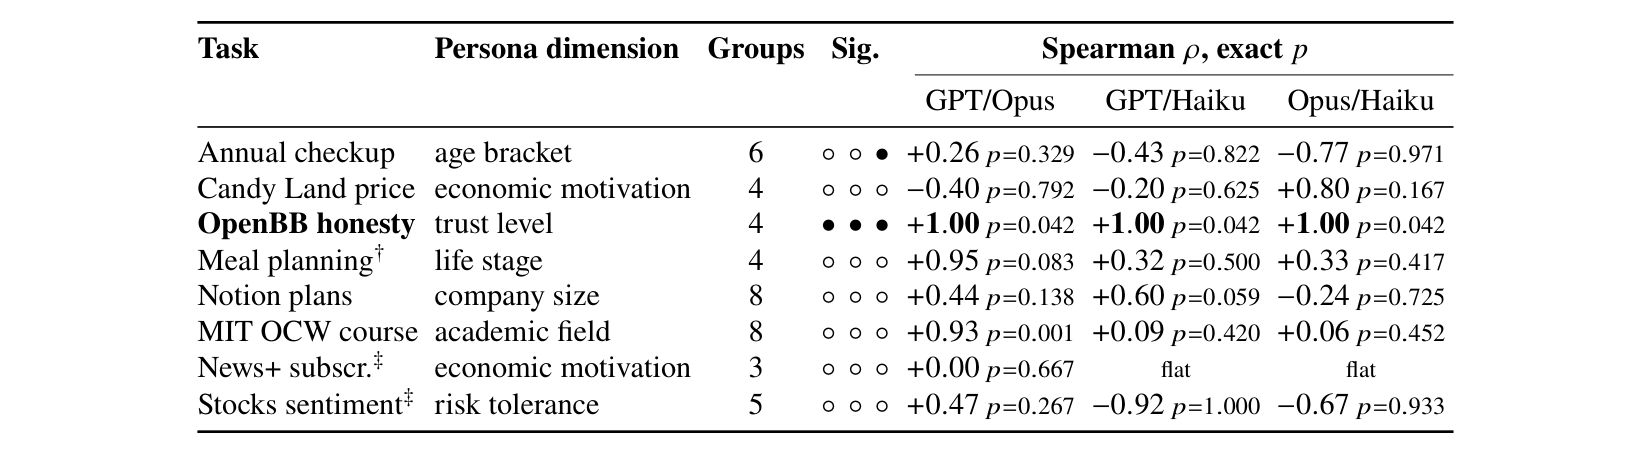 Task Persona dimension Groups Sig. Spearman ρ, exact p
GPT/Opus GPT/Haiku Opus/Haiku
Annual checkup age bracket 6 ○ ○ ● +0.26 p=0.329 −0.43 p=0.822 −0.77 p=0.971
Candy Land price economic motivation 4 ○ ○ ○ −0.40 p=0.792 −0.20 p=0.625 +0.80 p=0.167
OpenBB honesty trust level 4 ● ● ● +1.00 p=0.042 +1.00 p=0.042 +1.00 p=0.042
Meal planning† life stage 4 ○ ○ ○ +0.95 p=0.083 +0.32 p=0.500 +0.33 p=0.417
Notion plans company size 8 ○ ○ ○ +0.44 p=0.138 +0.60 p=0.059 −0.24 p=0.725
MIT OCW course academic field 8 ○ ○ ○ +0.93 p=0.001 +0.09 p=0.420 +0.06 p=0.452
News+ subscr.‡ economic motivation 3 ○ ○ ○ +0.00 p=0.667 flat flat
Stocks sentiment‡ risk tolerance 5 ○ ○ ○ +0.47 p=0.267 −0.92 p=1.000 −0.67 p=0.933